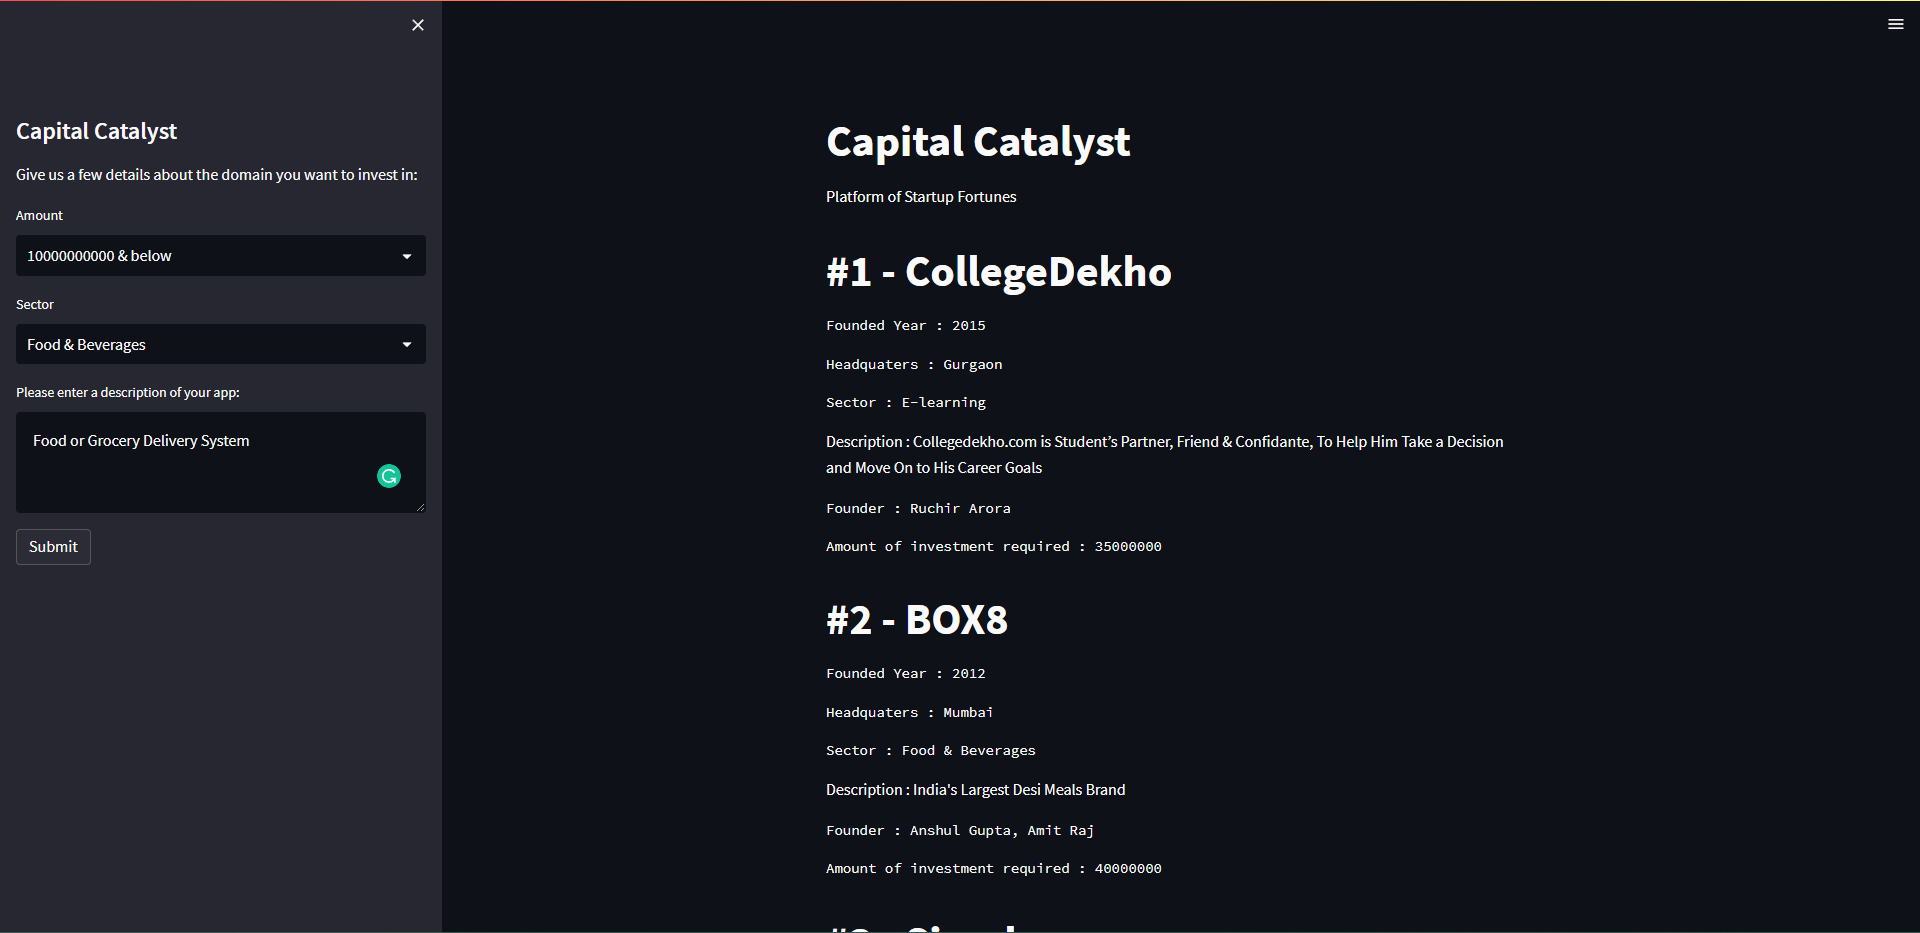 Capital Catalyst
Give us a few details about the domain you want to invest in:
Amount
10000000000 & below
Sector
Food & Beverages
Please enter a description of your app:
Food or Grocery Delivery System
Submit
Capital Catalyst
Platform of Startup Fortunes
#1 - CollegeDekho
Founded Year : 2015
Headquaters : Gurgaon
Sector : E-learning
Description : Collegedekho.com is Student’s Partner, Friend & Confidante, To Help Him Take a Decision
and Move On to His Career Goals
Founder : Ruchir Arora
Amount of investment required : 35000000
#2 - BOX8
Founded Year : 2012
Headquaters : Mumbai
Sector : Food & Beverages
Description : India's Largest Desi Meals Brand
Founder : Anshul Gupta, Amit Raj
Amount of investment required : 40000000